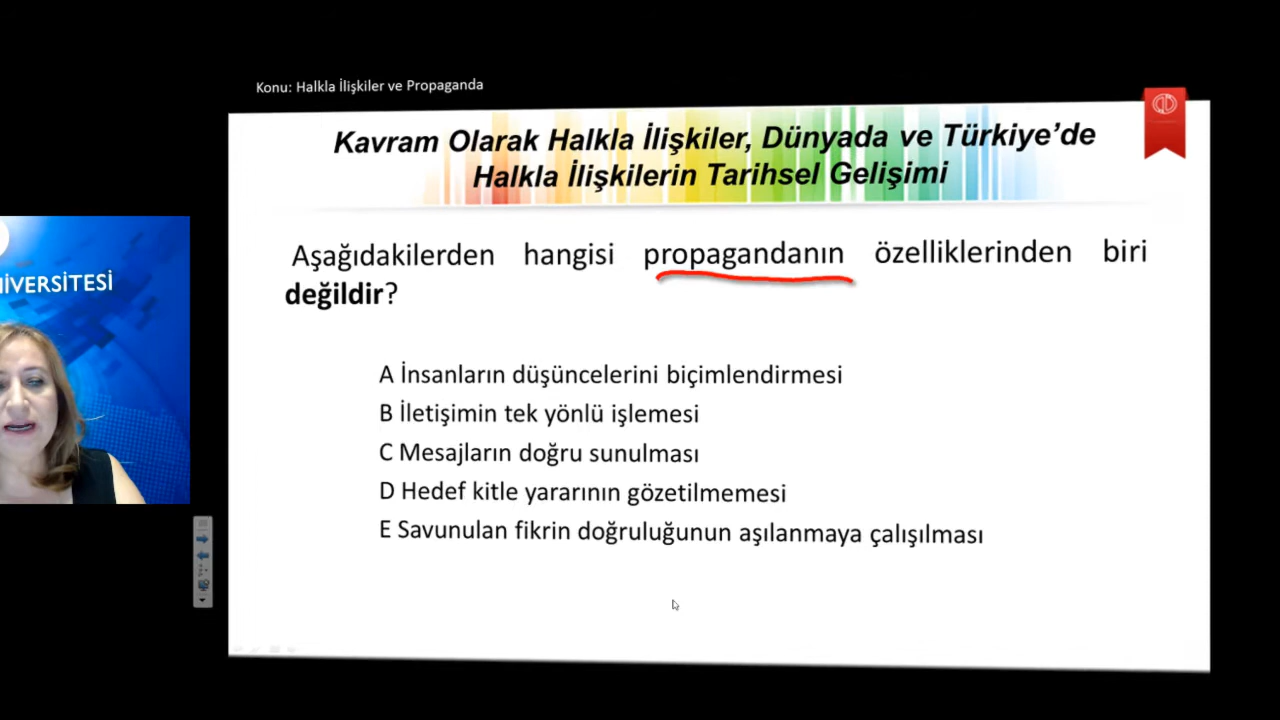 Konu: Halkla İlişkiler ve Propaganda
Kavram Olarak Halkla İlişkiler, Dünyada ve Türkiye’de
Halkla İlişkilerin Tarihsel Gelişimi
NİVERSİTESİ
Aşağıdakilerden hangisi propagandanın özelliklerinden biri
değildir?
A İnsanların düşüncelerini biçimlendirmesi
B İletişimin tek yönlü işlemesi
C Mesajların doğru sunulması
D Hedef kitle yararının gözetilmemesi
E Savunulan fikrin doğruluğunun aşılanmaya çalışılması